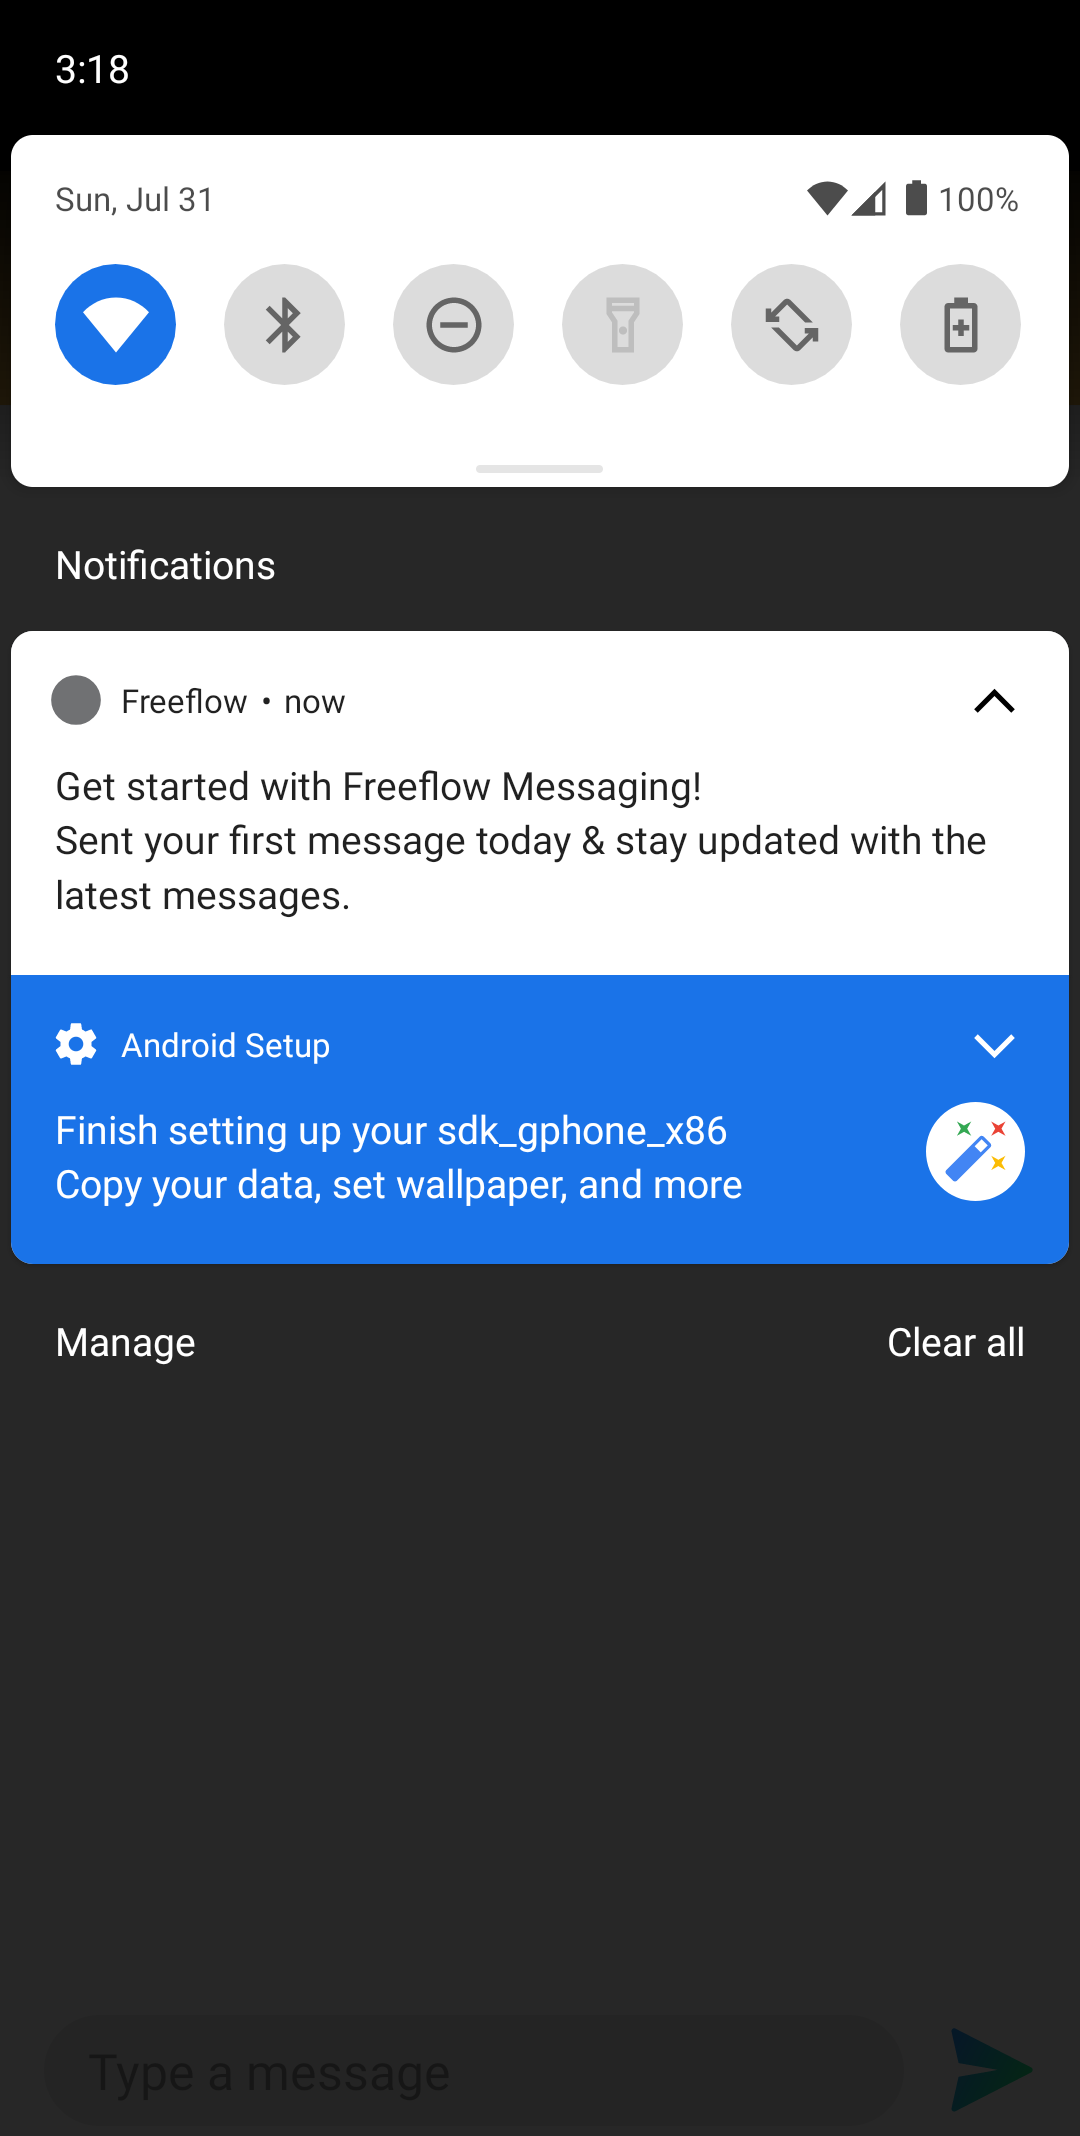 3:18
Sun, Jul 31
100%
Notifications
Freeflow • now
Get started with Freeflow Messaging!
Sent your first message today & stay updated with the
latest messages.
Android Setup
Finish setting up your sdk_gphone_x86
Copy your data, set wallpaper, and more
Manage
Clear all
Type a message